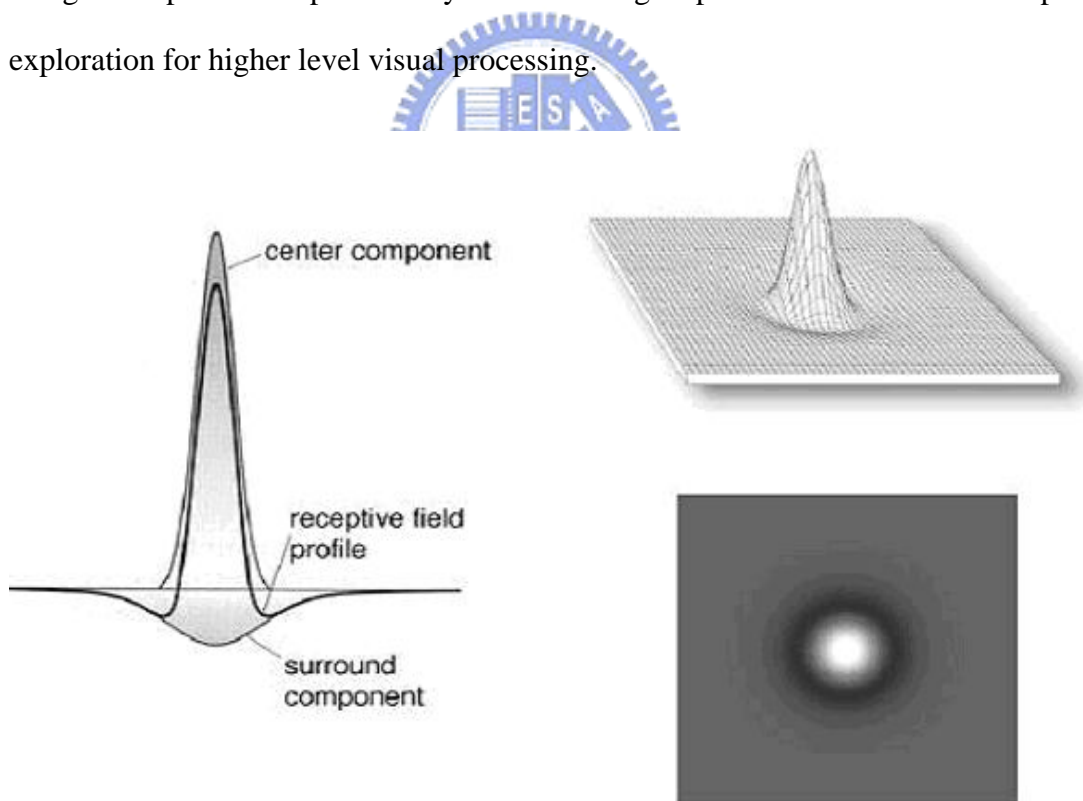 exploration for higher level visual processing.
E S A
center component
receptive field
profile
surround
component